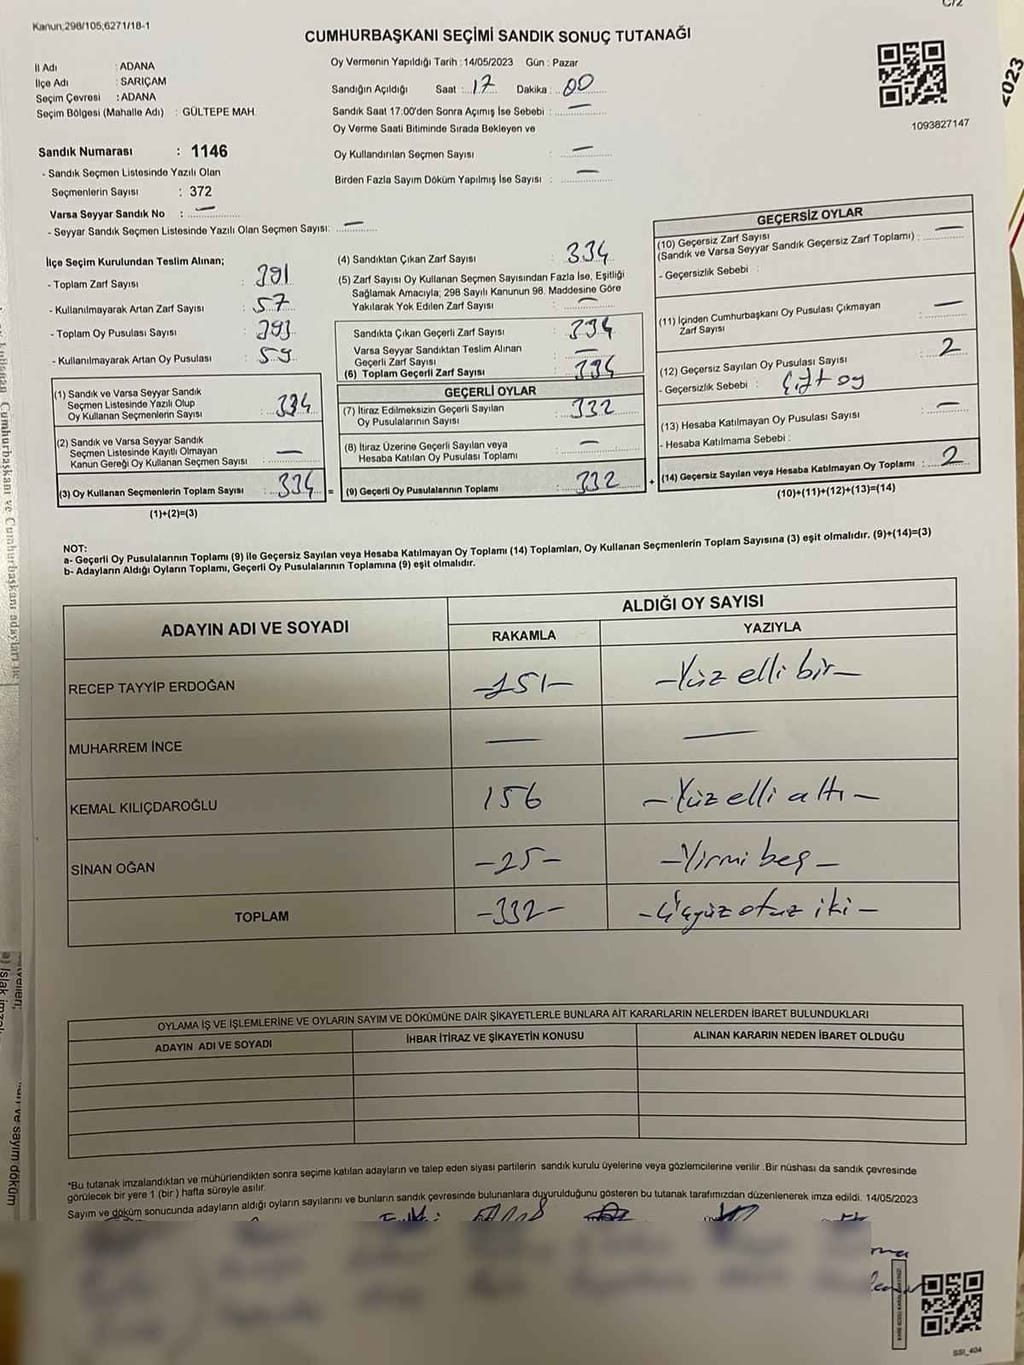 Kanun:298/105;6271/18-1
CUMHURBAŞKANI SEÇİMİ SANDIK SONUÇ TUTANAĞI
C72
2023
İl Adı : ADANA
İlçe Adı : SARIÇAM
Seçim Çevresi : ADANA
Seçim Bölgesi (Mahalle Adı) : GÜLTEPE MAH
Sandık Numarası : 1146
- Sandık Seçmen Listesinde Yazılı Olan
Seçmenlerin Sayısı : 372
Varsa Seyyar Sandık No : —
- Seyyar Sandık Seçmen Listesinde Yazılı Olan Seçmen Sayısı: —
Oy Vermenin Yapıldığı Tarih : 14/05/2023 Gün : Pazar
Sandığın Açıldığı Saat : 17 Dakika : 00
Sandık Saat 17:00'den Sonra Açımış İse Sebebi : —
Oy Verme Saati Bitiminde Sırada Bekleyen ve
Oy Kullandırılan Seçmen Sayısı : —
Birden Fazla Sayım Döküm Yapılmış İse Sayısı : —
1093827147
İlçe Seçim Kurulundan Teslim Alınan;
- Toplam Zarf Sayısı : 391
- Kullanılmayarak Artan Zarf Sayısı : 57
- Toplam Oy Pusulası Sayısı : 393
- Kullanılmayarak Artan Oy Pusulası : 59
(1) Sandık ve Varsa Seyyar Sandık
Seçmen Listesinde Yazılı Olup
Oy Kullanan Seçmenlerin Sayısı : 334
(2) Sandık ve Varsa Seyyar Sandık
Seçmen Listesinde Kayıtlı Olmayan
Kanun Gereği Oy Kullanan Seçmen Sayısı : —
(3) Oy Kullanan Seçmenlerin Toplam Sayısı : 334 =
(1)+(2)=(3)
(4) Sandıktan Çıkan Zarf Sayısı : 334
(5) Zarf Sayısı Oy Kullanan Seçmen Sayısından Fazla İse, Eşitliği
Sağlamak Amacıyla, 298 Sayılı Kanunun 98. Maddesine Göre
Yakılarak Yok Edilen Zarf Sayısı : —
Sandıkta Çıkan Geçerli Zarf Sayısı : 334
Varsa Seyyar Sandıktan Teslim Alınan
Geçerli Zarf Sayısı : —
(6) Toplam Geçerli Zarf Sayısı : 334
GEÇERLİ OYLAR
(7) İtiraz Edilmeksizin Geçerli Sayılan
Oy Pusulalarının Sayısı : 332
(8) İtiraz Üzerine Geçerli Sayılan veya
Hesaba Katılan Oy Pusulası Toplamı : —
(9) Geçerli Oy Pusulalarının Toplamı : 332 +
GEÇERSİZ OYLAR
(10) Geçersiz Zarf Sayısı
(Sandık ve Varsa Seyyar Sandık Geçersiz Zarf Toplamı) : —
- Geçersizlik Sebebi :
(11) İçinden Cumhurbaşkanı Oy Pusulası Çıkmayan
Zarf Sayısı : —
(12) Geçersiz Sayılan Oy Pusulası Sayısı : 2
- Geçersizlik Sebebi : Çift oy
(13) Hesaba Katılmayan Oy Pusulası Sayısı : —
- Hesaba Katılmama Sebebi :
(14) Geçersiz Sayılan veya Hesaba Katılmayan Oy Toplamı : 2
(10)+(11)+(12)+(13)=(14)
NOT:
a- Geçerli Oy Pusulalarının Toplamı (9) ile Geçersiz Sayılan veya Hesaba Katılmayan Oy Toplamı (14) Toplamları, Oy Kullanan Seçmenlerin Toplam Sayısına (3) eşit olmalıdır. (9)+(14)=(3)
b- Adayların Aldığı Oyların Toplamı, Geçerli Oy Pusulalarının Toplamına (9) eşit olmalıdır.
ADAYIN ADI VE SOYADI ALDIĞI OY SAYISI
RAKAMLA YAZIYLA
RECEP TAYYİP ERDOĞAN -151- -Yüz elli bir-
MUHARREM İNCE — —
KEMAL KILIÇDAROĞLU 156 -Yüz elli altı-
SİNAN OĞAN -25- -Yirmi beş-
TOPLAM -332- -Üçyüz otuz iki-
OYLAMA İŞ VE İŞLEMLERİNE VE OYLARIN SAYIM VE DÖKÜMÜNE DAİR ŞİKAYETLERLE BUNLARA AİT KARARLARIN NELERDEN İBARET BULUNDUKLARI
ADAYIN ADI VE SOYADI İHBAR İTİRAZ VE ŞİKAYETİN KONUSU ALINAN KARARIN NEDEN İBARET OLDUĞU
*Bu tutanak imzalandıktan ve mühürlendikten sonra seçime katılan adayların ve talep eden siyasi partilerin sandık kurulu üyelerine veya gözlemcilerine verilir .Bir nüshası da sandık çevresinde
görülecek bir yere 1 (bir ) hafta süreyle asılır.
Sayım ve döküm sonucunda adayların aldığı oyların sayılarını ve bunların sandık çevresinde bulunanlara duyurulduğunu gösteren bu tutanak tarafımızdan düzenlenerek imza edildi. 14/05/2023
SSI_404